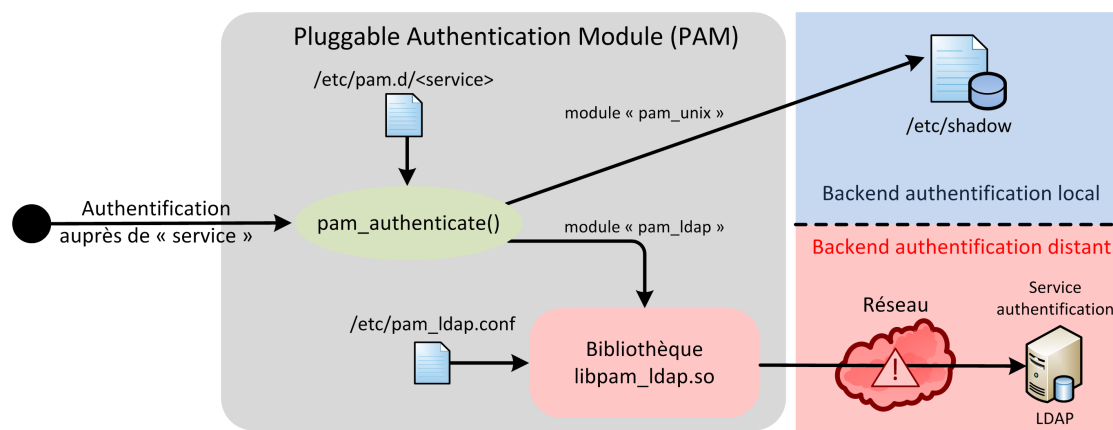 Pluggable Authentication Module (PAM)
/etc/pam.d/<service>
module « pam_unix »
/etc/shadow
Backend authentification local
Authentification
auprès de « service »
pam_authenticate()
module « pam_ldap »
Backend authentification distant
/etc/pam_ldap.conf
Bibliothèque
libpam_ldap.so
Réseau
Service
authentification
LDAP